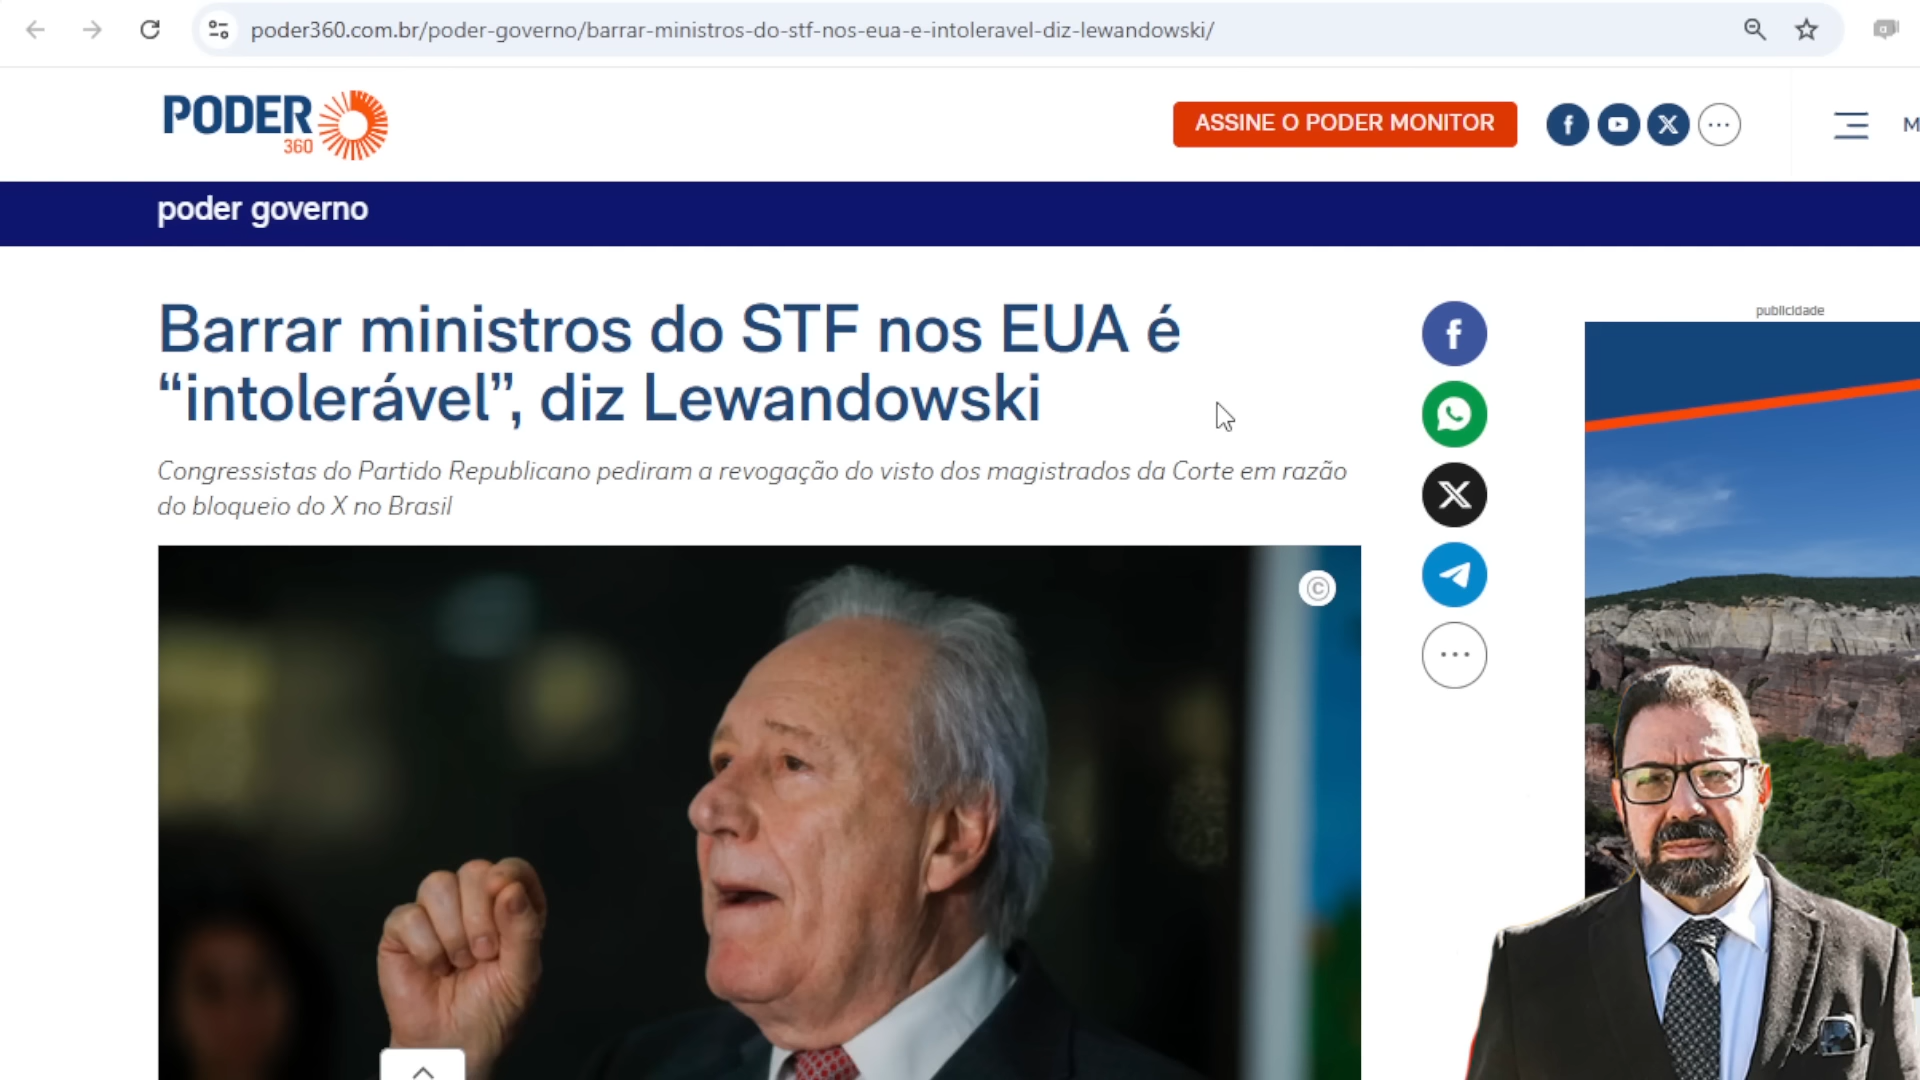 poder360.com.br/poder-governo/barrar-ministros-do-stf-nos-eua-e-intoleravel-diz-lewandowski/
PODER
360
ASSINE O PODER MONITOR
M
poder governo
Barrar ministros do STF nos EUA é
“intolerável”, diz Lewandowski
Congressistas do Partido Republicano pediram a revogação do visto dos magistrados da Corte em razão
do bloqueio do X no Brasil
publicidade
©